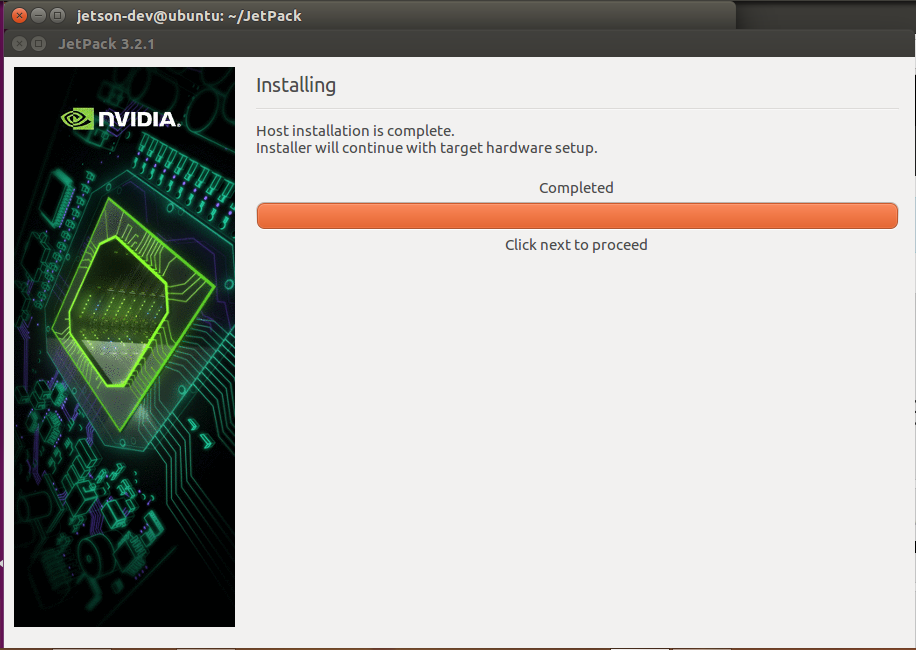 jetson-dev@ubuntu: ~/JetPack
JetPack 3.2.1
NVIDIA.
Installing
Host installation is complete.
Installer will continue with target hardware setup.
Completed
Click next to proceed